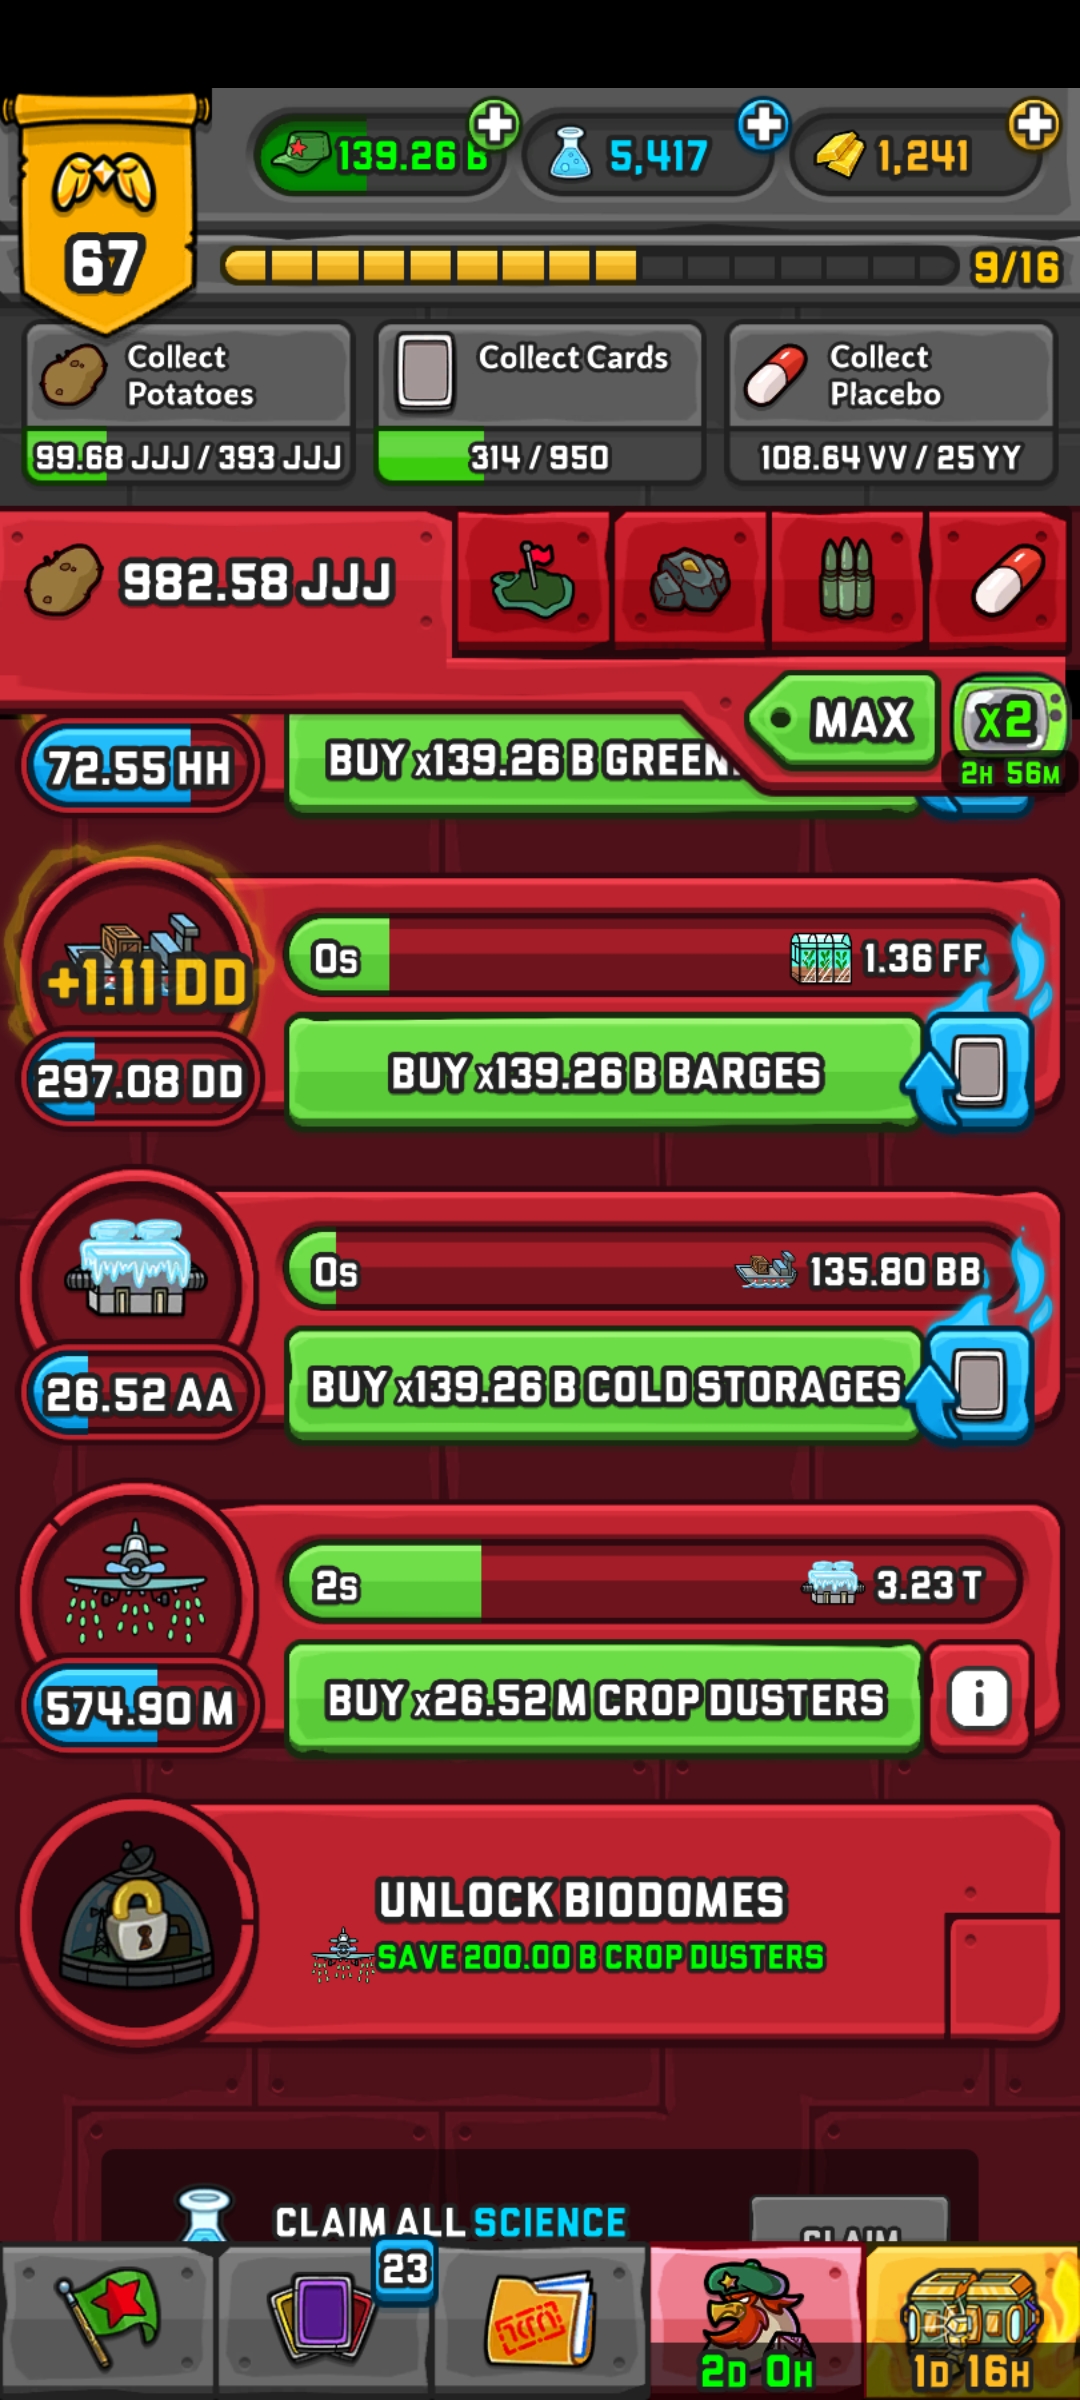 139.26 B
5,417
1,241
67
9/16
Collect
Potatoes
99.68 JJJ / 393 JJJ
Collect Cards
314 / 950
Collect
Placebo
108.64 VV / 25 YY
982.58 JJJ
MAX
x2
2H 56M
72.55 HH
BUY x139.26 B GREEN
+1.11 DD
0s
1.36 FF
297.08 DD
BUY x139.26 B BARGES
0s
135.80 BB
26.52 AA
BUY x139.26 B COLD STORAGES
2s
3.23 T
574.90 M
BUY x26.52 M CROP DUSTERS
i
UNLOCK BIODOMES
SAVE 200.00 B CROP DUSTERS
CLAIM ALL SCIENCE
CLAIM
23
2D 0H
1D 16H